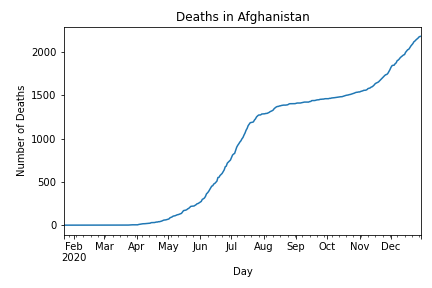 Deaths in Afghanistan
Number of Deaths
2000
1500
1000
500
0
Feb Mar Apr May Jun Jul Aug Sep Oct Nov Dec
2020
Day